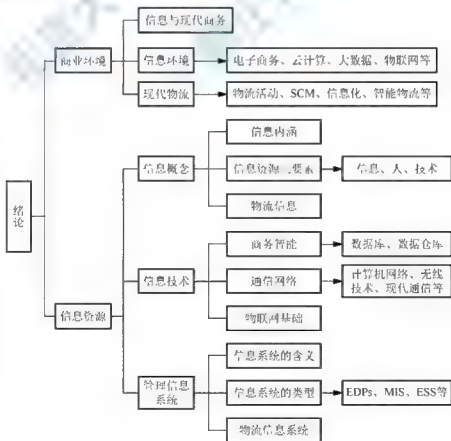 信息与现代商务
商业环境
信息环境
电子商务、云计算、大数据、物联网等
现代物流
物流活动、SCM、信息化、智能物流等
信息内涵
信息概念
信息资源三要素
信息、人、技术
物流信息
绪论
商务智能
数据库、数据仓库
信息技术
通信网络
计算机网络、无线
技术、现代通信等
信息资源
物联网基础
信息系统的含义
管理信息
系统
信息系统的类型
EDPs、MIS、ESS等
物流信息系统